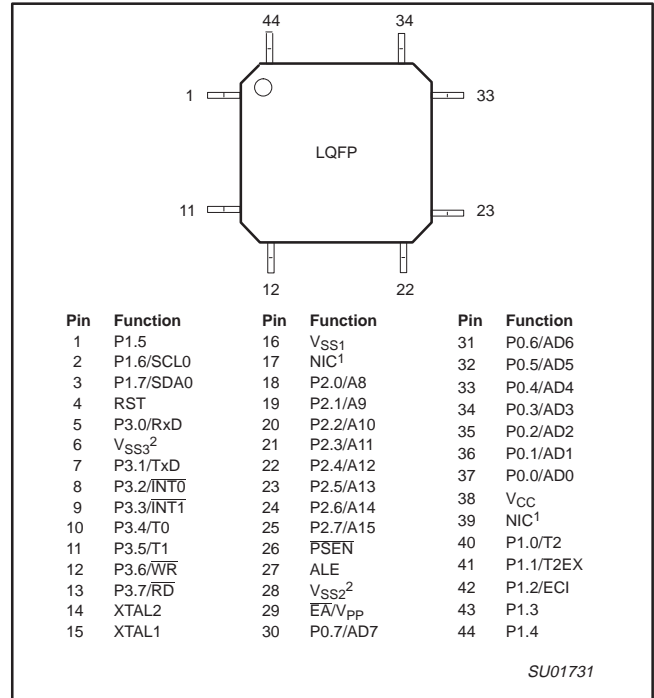 44 34
1 33
LQFP
11 23
12 22
Pin Function Pin Function Pin Function
1 P1.5 16 VSS1 31 P0.6/AD6
2 P1.6/SCL0 17 NIC1 32 P0.5/AD5
3 P1.7/SDA0 18 P2.0/A8 33 P0.4/AD4
4 RST 19 P2.1/A9 34 P0.3/AD3
5 P3.0/RxD 20 P2.2/A10 35 P0.2/AD2
6 VSS3² 21 P2.3/A11 36 P0.1/AD1
7 P3.1/TxD 22 P2.4/A12 37 P0.0/AD0
8 P3.2/I̅N̅T̅0̅ 23 P2.5/A13 38 VCC
9 P3.3/I̅N̅T̅1̅ 24 P2.6/A14 39 NIC1
10 P3.4/T0 25 P2.7/A15 40 P1.0/T2
11 P3.5/T1 26 P̅S̅E̅N̅ 41 P1.1/T2EX
12 P3.6/W̅R̅ 27 ALE 42 P1.2/ECI
13 P3.7/R̅D̅ 28 VSS2² 43 P1.3
14 XTAL2 29 E̅A̅/VPP 44 P1.4
15 XTAL1 30 P0.7/AD7
SU01731